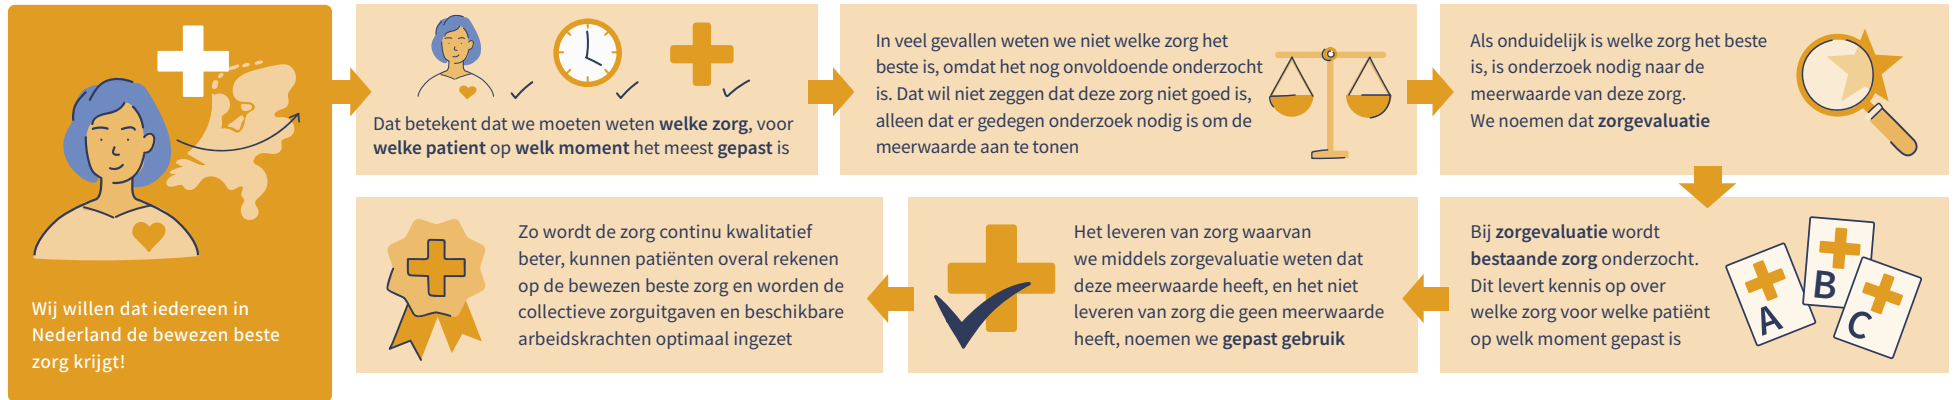 Wij willen dat iedereen in
Nederland de bewezen beste
zorg krijgt!
Dat betekent dat we moeten weten welke zorg, voor
welke patient op welk moment het meest gepast is
In veel gevallen weten we niet welke zorg het
beste is, omdat het nog onvoldoende onderzocht
is. Dat wil niet zeggen dat deze zorg niet goed is,
alleen dat er gedegen onderzoek nodig is om de
meerwaarde aan te tonen
Als onduidelijk is welke zorg het beste
is, is onderzoek nodig naar de
meerwaarde van deze zorg.
We noemen dat zorgevaluatie
Bij zorgevaluatie wordt
bestaande zorg onderzocht.
Dit levert kennis op over
welke zorg voor welke patiënt
op welk moment gepast is
A
B
C
Het leveren van zorg waarvan
we middels zorgevaluatie weten dat
deze meerwaarde heeft, en het niet
leveren van zorg die geen meerwaarde
heeft, noemen we gepast gebruik
Zo wordt de zorg continu kwalitatief
beter, kunnen patiënten overal rekenen
op de bewezen beste zorg en worden de
collectieve zorguitgaven en beschikbare
arbeidskrachten optimaal ingezet